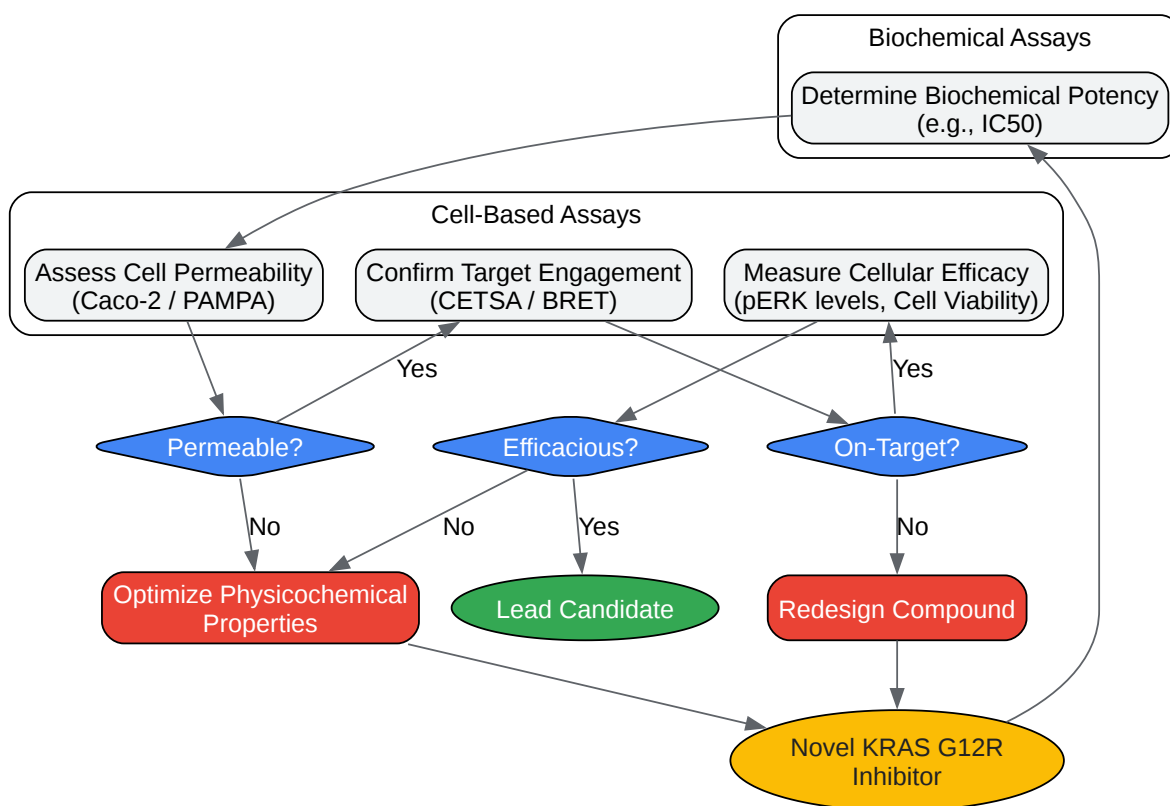 Biochemical Assays
Determine Biochemical Potency
(e.g., IC50)
Cell-Based Assays
Assess Cell Permeability
(Caco-2 / PAMPA)
Confirm Target Engagement
(CETSA / BRET)
Measure Cellular Efficacy
(pERK levels, Cell Viability)
Yes
Yes
Permeable?
Efficacious?
On-Target?
No
No
Yes
No
Optimize Physicochemical
Properties
Lead Candidate
Redesign Compound
Novel KRAS G12R
Inhibitor